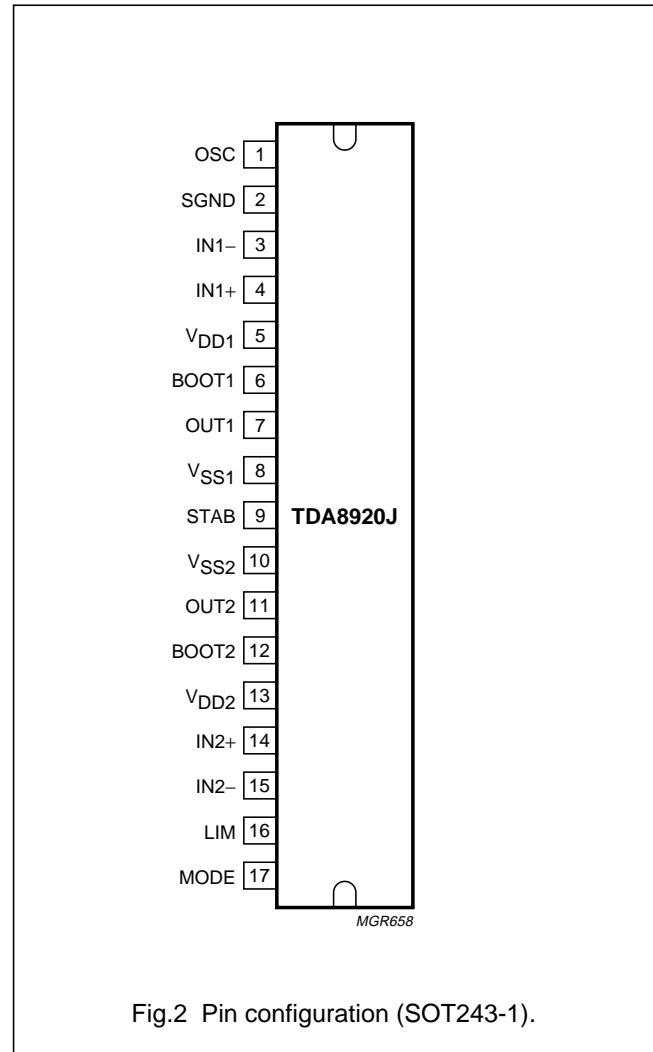 OSC 1
SGND 2
IN1− 3
IN1+ 4
VDD1 5
BOOT1 6
OUT1 7
VSS1 8
STAB 9 TDA8920J
VSS2 10
OUT2 11
BOOT2 12
VDD2 13
IN2+ 14
IN2− 15
LIM 16
MODE 17
MGR658
Fig.2 Pin configuration (SOT243-1).